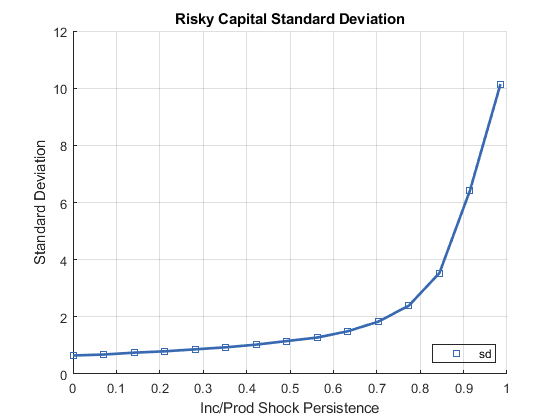 Risky Capital Standard Deviation
12
10
8
6
4
2
0
Standard Deviation
sd
0 0.1 0.2 0.3 0.4 0.5 0.6 0.7 0.8 0.9 1
Inc/Prod Shock Persistence